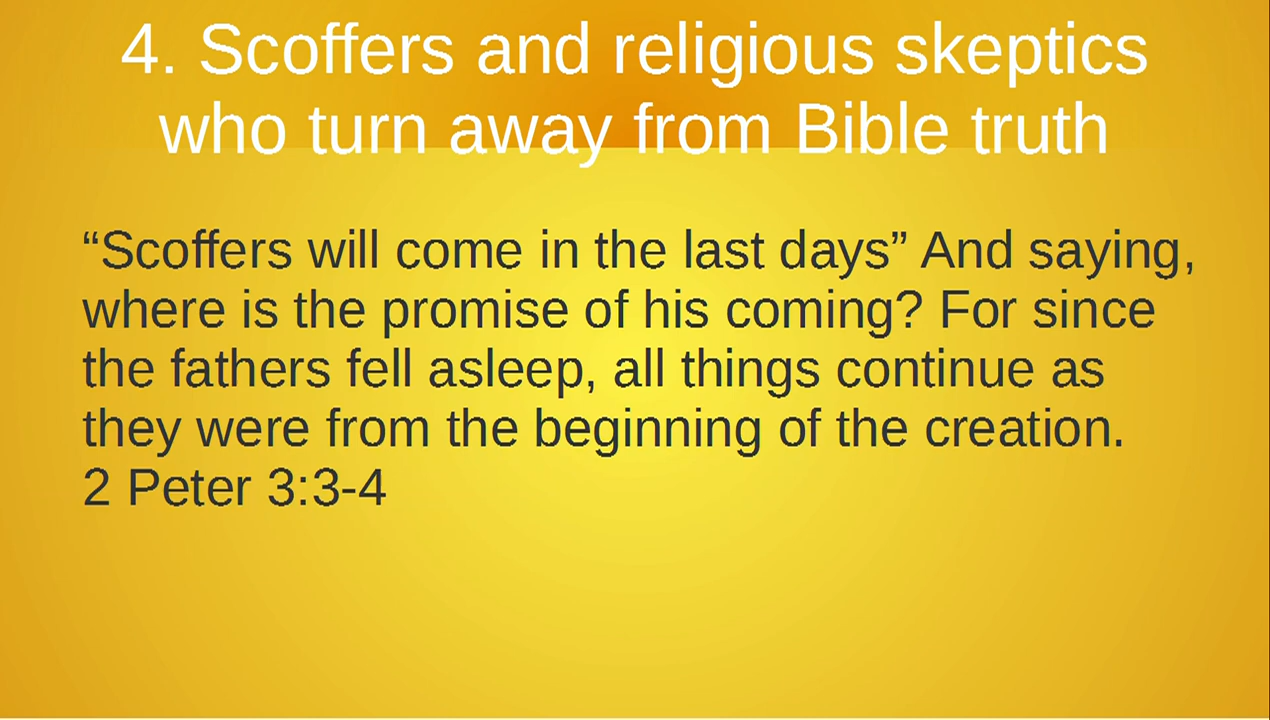 4. Scoffers and religious skeptics
who turn away from Bible truth
“Scoffers will come in the last days” And saying,
where is the promise of his coming? For since
the fathers fell asleep, all things continue as
they were from the beginning of the creation.
2 Peter 3:3-4